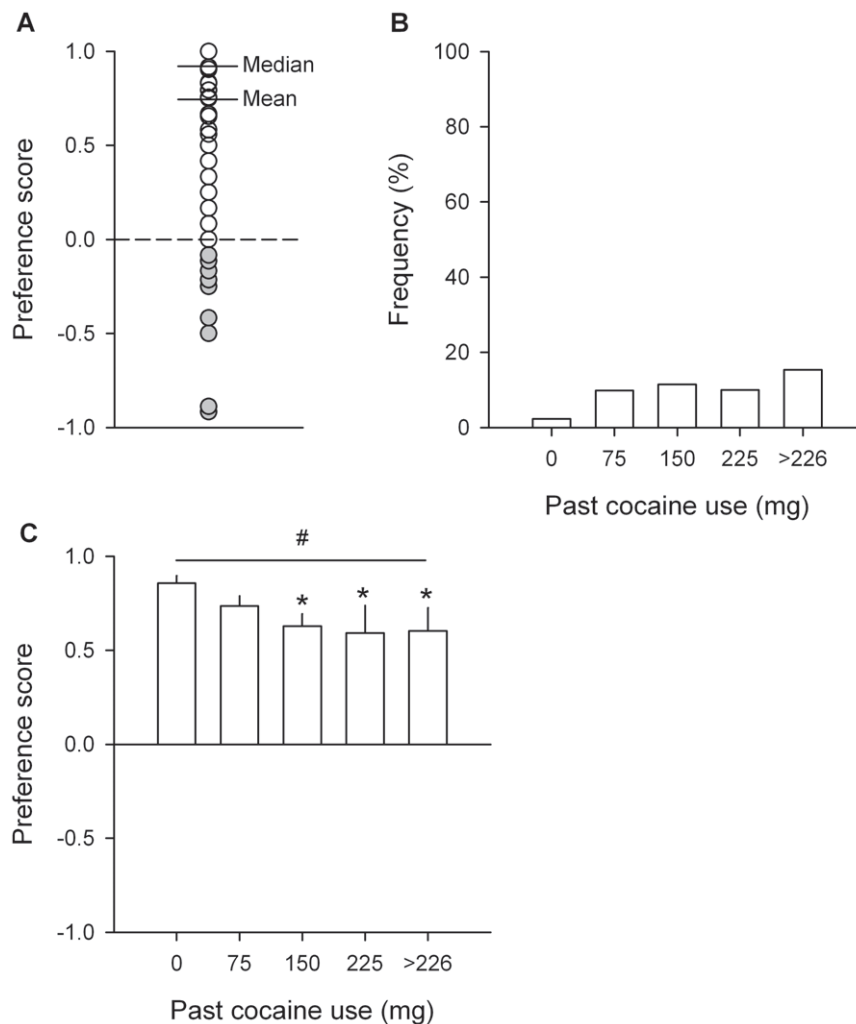 A
1.0
0.5
0.0
-0.5
-1.0
Preference score
Median
Mean
B
100
80
60
40
20
0
Frequency (%)
0 75 150 225 >226
Past cocaine use (mg)
C
1.0
0.5
0.0
-0.5
-1.0
Preference score
#
* * *
0 75 150 225 >226
Past cocaine use (mg)